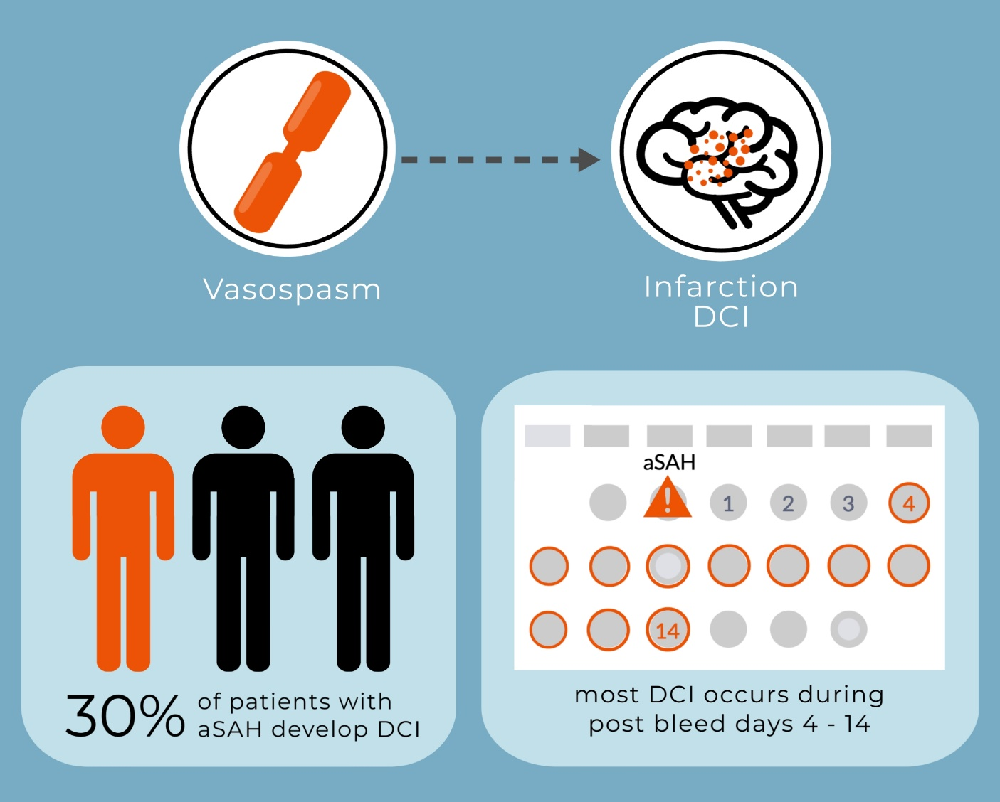 Vasospasm
Infarction
DCI
30%
of patients with
aSAH develop DCI
aSAH
!
1 2 3 4
14
most DCI occurs during
post bleed days 4 - 14